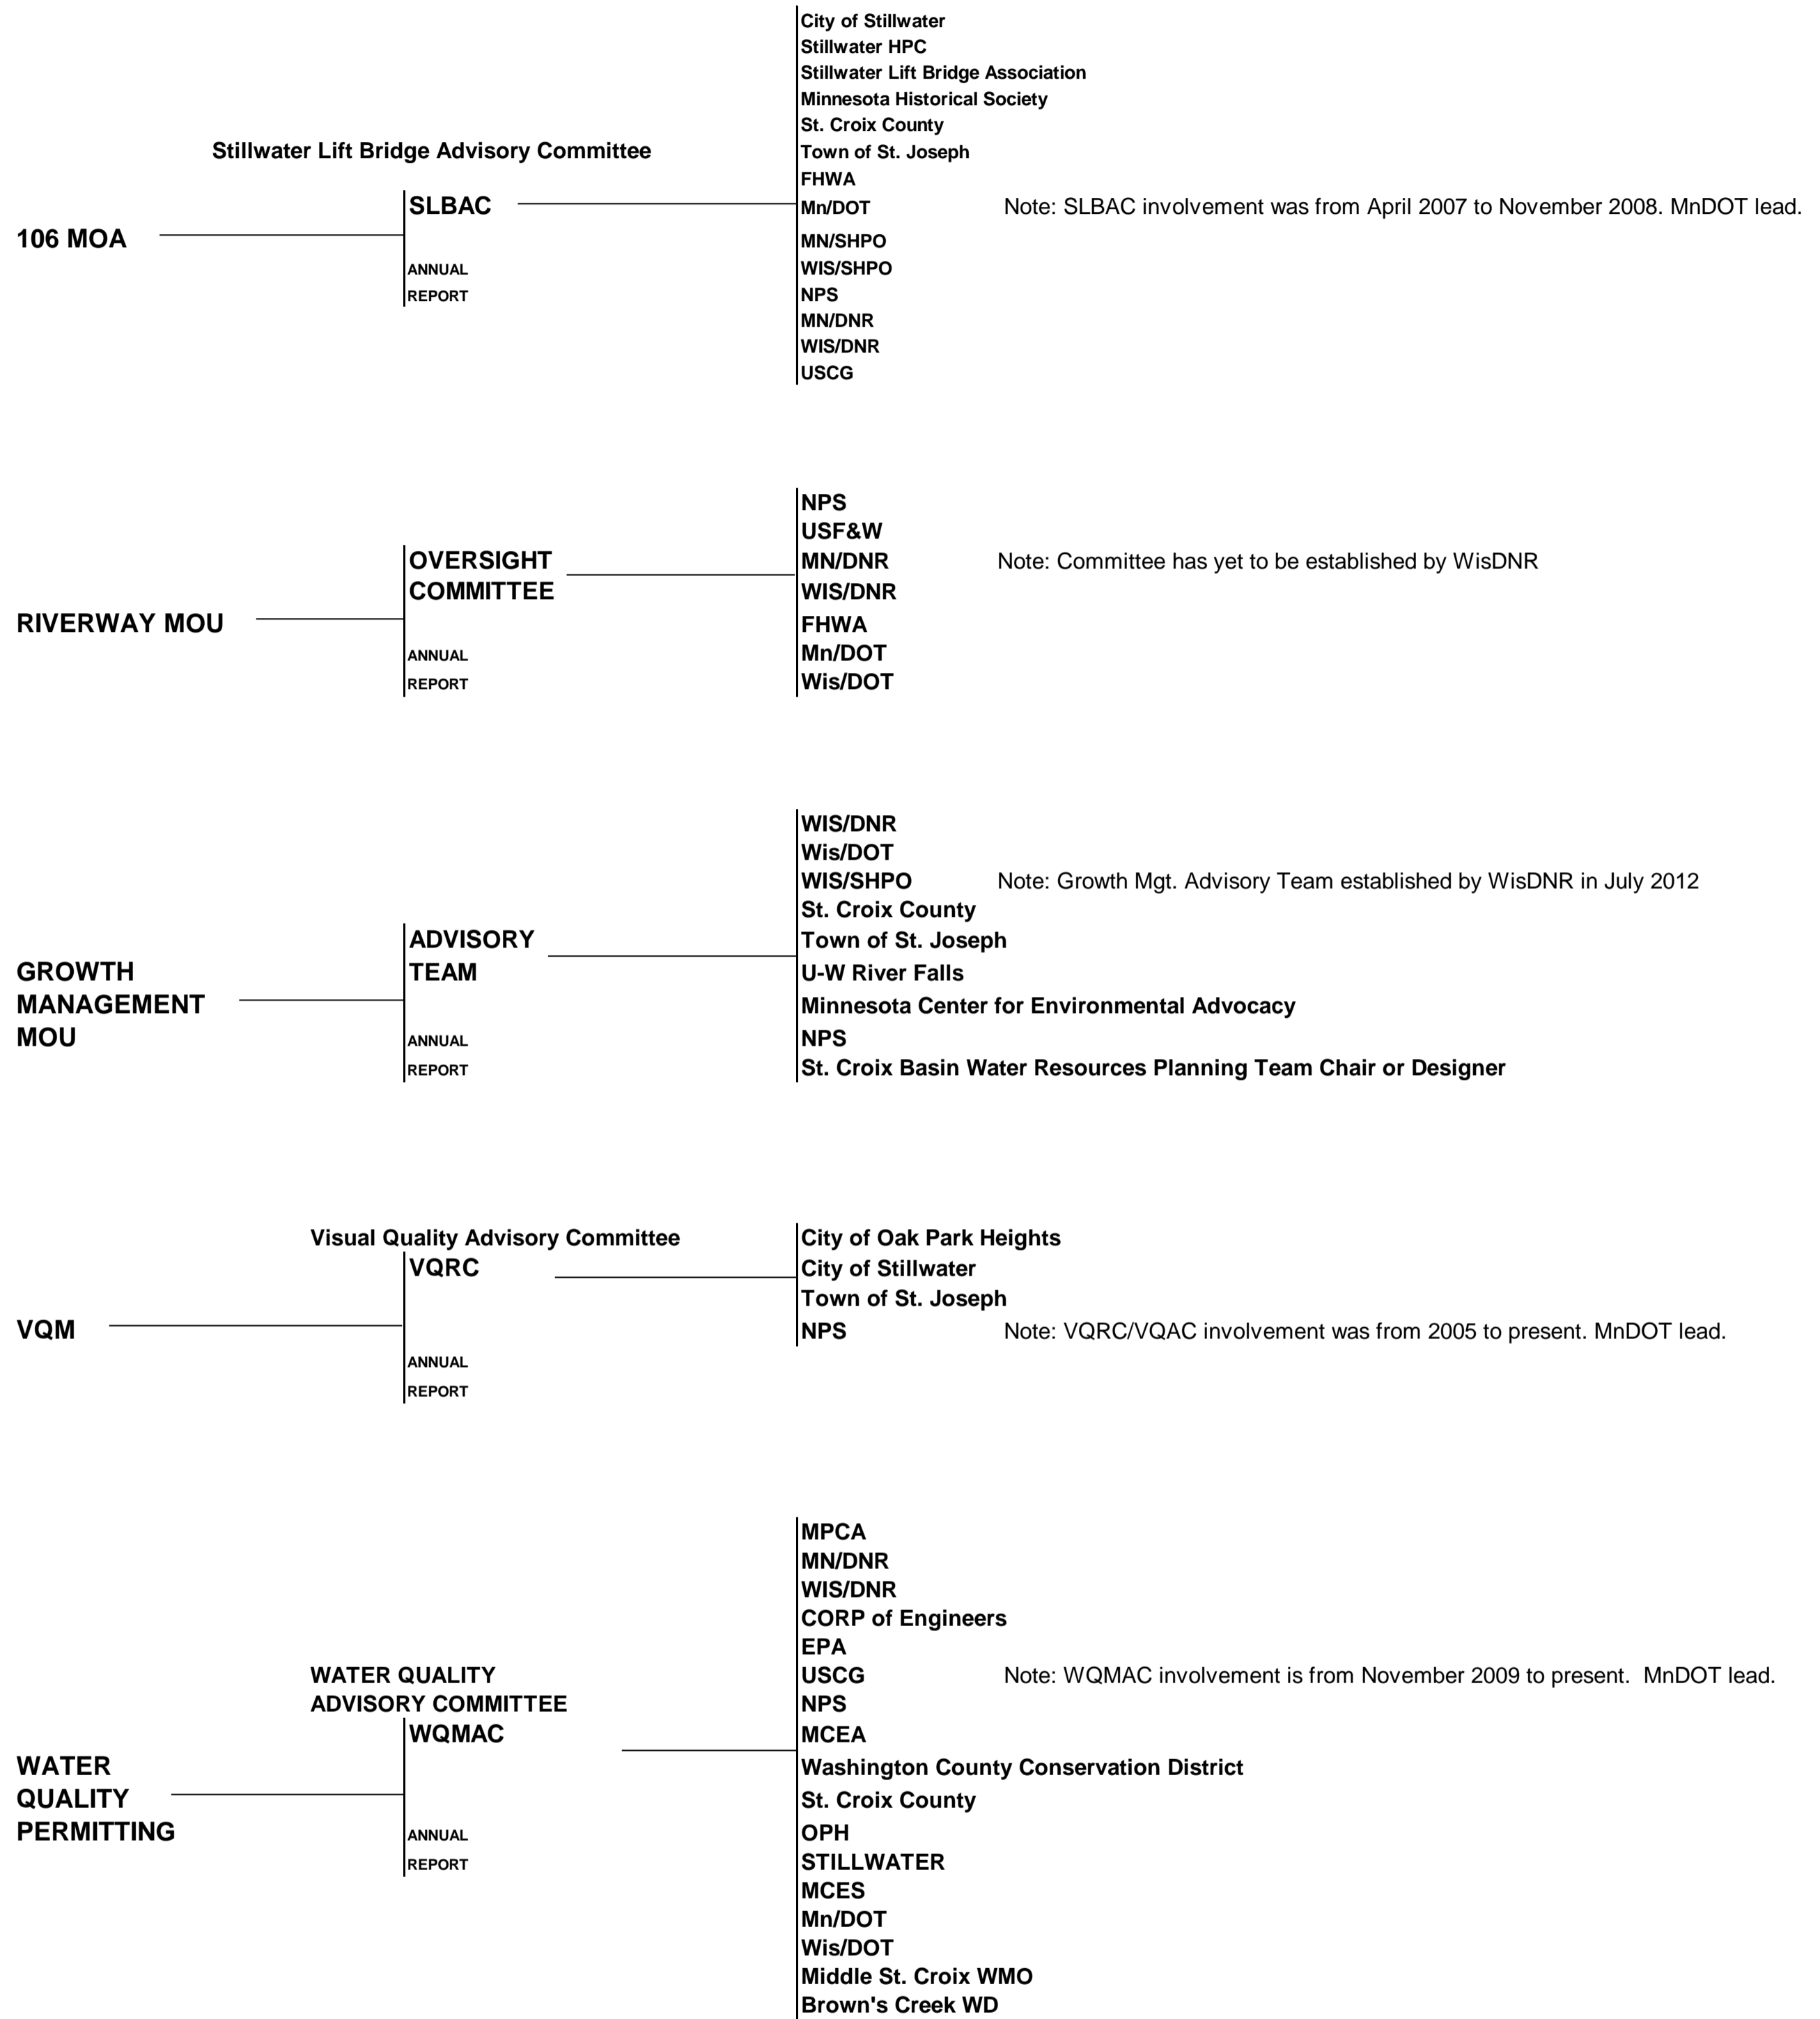 City of Stillwater
Stillwater HPC
Stillwater Lift Bridge Association
Minnesota Historical Society
St. Croix County
Stillwater Lift Bridge Advisory Committee
Town of St. Joseph
FHWA
SLBAC
Mn/DOT
Note: SLBAC involvement was from April 2007 to November 2008. MnDOT lead.
106 MOA
MN/SHPO
ANNUAL
WIS/SHPO
REPORT
NPS
MN/DNR
WIS/DNR
USCG
NPS
USF&W
OVERSIGHT
MN/DNR
Note: Committee has yet to be established by WisDNR
COMMITTEE
WIS/DNR
RIVERWAY MOU
FHWA
ANNUAL
Mn/DOT
REPORT
Wis/DOT
WIS/DNR
Wis/DOT
WIS/SHPO
Note: Growth Mgt. Advisory Team established by WisDNR in July 2012
St. Croix County
ADVISORY
Town of St. Joseph
GROWTH
TEAM
U-W River Falls
MANAGEMENT
Minnesota Center for Environmental Advocacy
MOU
ANNUAL
NPS
REPORT
St. Croix Basin Water Resources Planning Team Chair or Designer
Visual Quality Advisory Committee
City of Oak Park Heights
VQRC
City of Stillwater
Town of St. Joseph
VQM
NPS
Note: VQRC/VQAC involvement was from 2005 to present. MnDOT lead.
ANNUAL
REPORT
MPCA
MN/DNR
WIS/DNR
CORP of Engineers
EPA
WATER QUALITY
USCG
Note: WQMAC involvement is from November 2009 to present.  MnDOT lead.
ADVISORY COMMITTEE
NPS
WQMAC
MCEA
WATER
Washington County Conservation District
QUALITY
St. Croix County
PERMITTING
ANNUAL
OPH
REPORT
STILLWATER
MCES
Mn/DOT
Wis/DOT
Middle St. Croix WMO
Brown's Creek WD